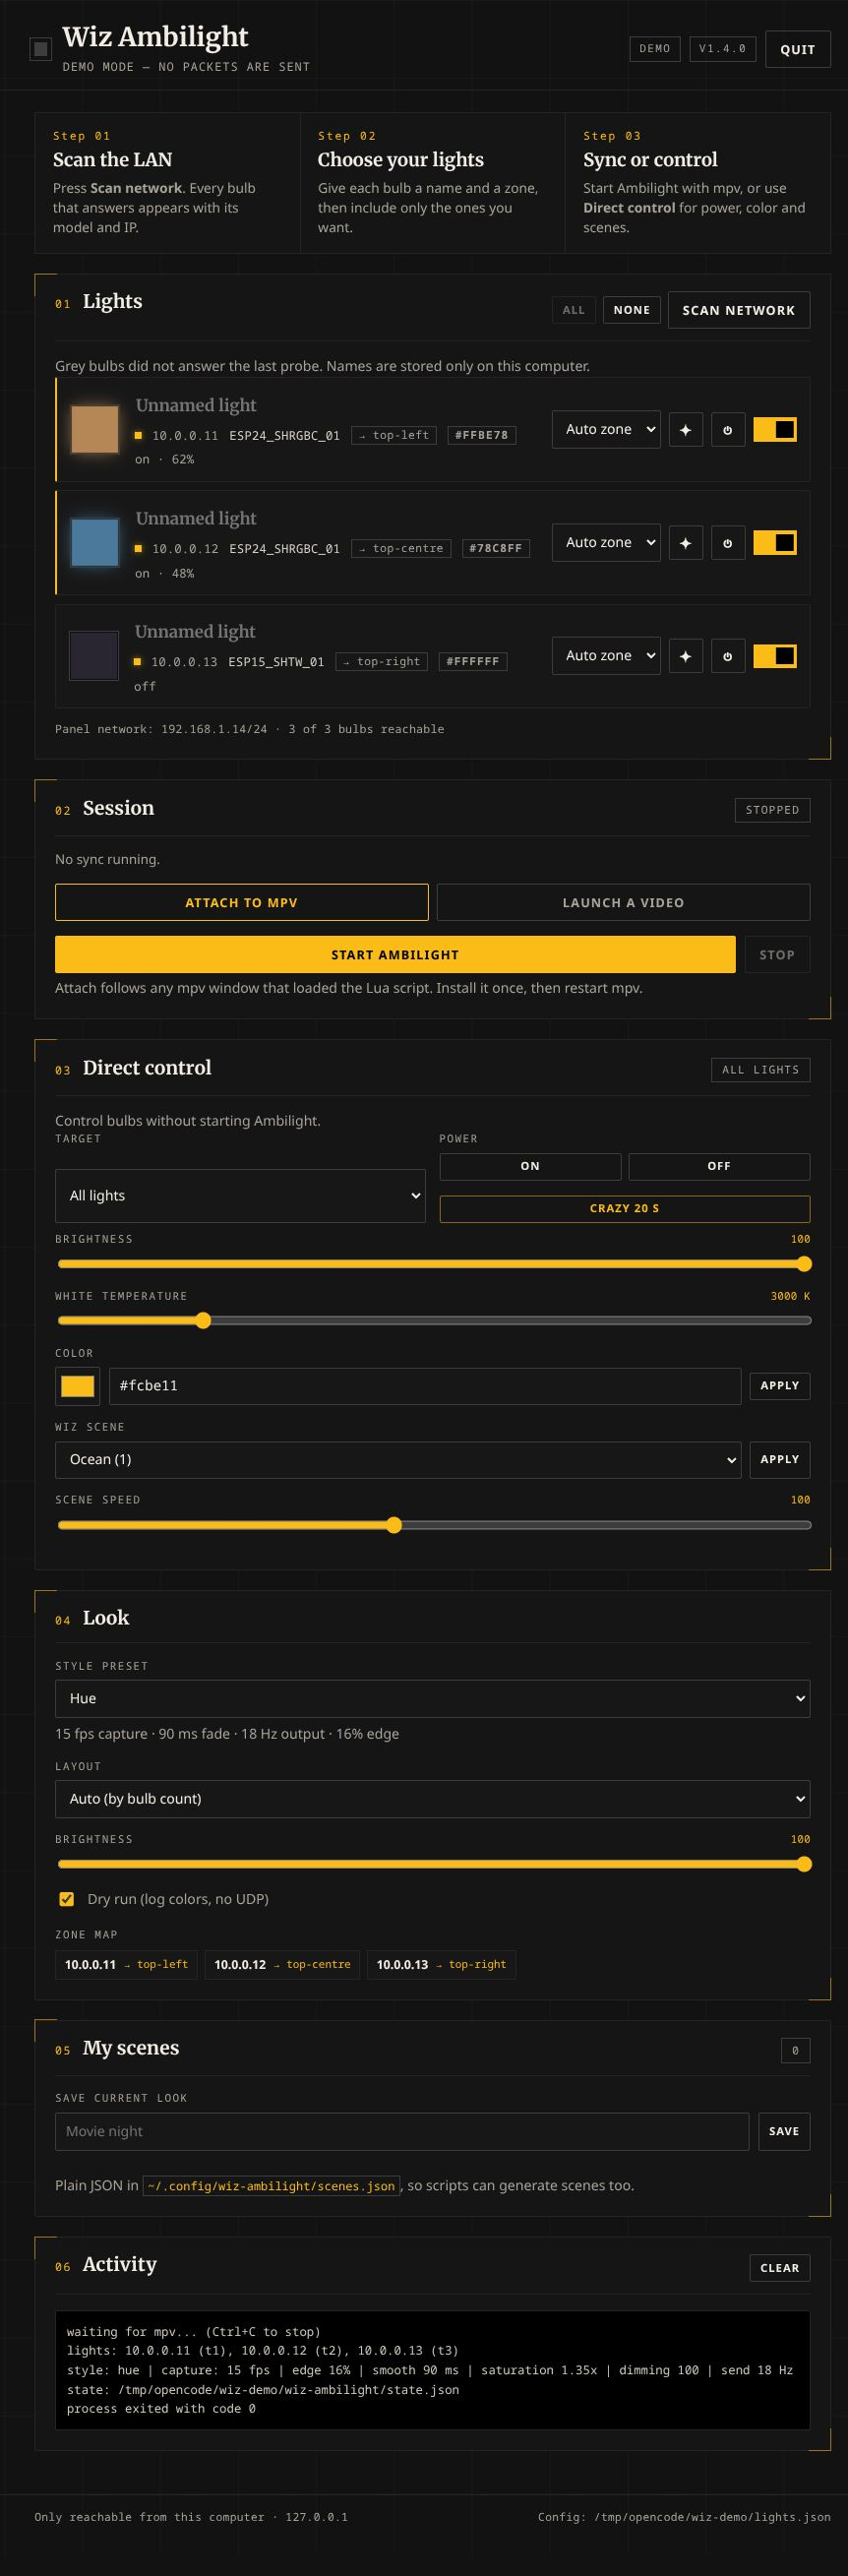 Wiz Ambilight
DEMO MODE — NO PACKETS ARE SENT
DEMO
V1.4.0
QUIT
Step 01
Scan the LAN
Press Scan network. Every bulb
that answers appears with its
model and IP.
Step 02
Choose your lights
Give each bulb a name and a zone,
then include only the ones you
want.
Step 03
Sync or control
Start Ambilight with mpv, or use
Direct control for power, color and
scenes.
01 Lights
ALL
NONE
SCAN NETWORK
Grey bulbs did not answer the last probe. Names are stored only on this computer.
Unnamed light
10.0.0.11 ESP24_SHRGBC_01 → top-left #FFBE78
on · 62%
Auto zone
Unnamed light
10.0.0.12 ESP24_SHRGBC_01 → top-centre #78C8FF
on · 48%
Auto zone
Unnamed light
10.0.0.13 ESP15_SHTW_01 → top-right #FFFFFF
off
Auto zone
Panel network: 192.168.1.14/24 · 3 of 3 bulbs reachable
02 Session
STOPPED
No sync running.
ATTACH TO MPV
LAUNCH A VIDEO
START AMBILIGHT
STOP
Attach follows any mpv window that loaded the Lua script. Install it once, then restart mpv.
03 Direct control
ALL LIGHTS
Control bulbs without starting Ambilight.
TARGET
All lights
POWER
ON
OFF
CRAZY 20 S
BRIGHTNESS 100
WHITE TEMPERATURE 3000 K
COLOR
#fcbe11
APPLY
WIZ SCENE
Ocean (1)
APPLY
SCENE SPEED 100
04 Look
STYLE PRESET
Hue
15 fps capture · 90 ms fade · 18 Hz output · 16% edge
LAYOUT
Auto (by bulb count)
BRIGHTNESS 100
Dry run (log colors, no UDP)
ZONE MAP
10.0.0.11 → top-left
10.0.0.12 → top-centre
10.0.0.13 → top-right
05 My scenes
0
SAVE CURRENT LOOK
Movie night
SAVE
Plain JSON in ~/.config/wiz-ambilight/scenes.json, so scripts can generate scenes too.
06 Activity
CLEAR
waiting for mpv... (Ctrl+C to stop)
lights: 10.0.0.11 (t1), 10.0.0.12 (t2), 10.0.0.13 (t3)
style: hue | capture: 15 fps | edge 16% | smooth 90 ms | saturation 1.35x | dimming 100 | send 18 Hz
state: /tmp/opencode/wiz-demo/wiz-ambilight/state.json
process exited with code 0
Only reachable from this computer · 127.0.0.1
Config: /tmp/opencode/wiz-demo/lights.json